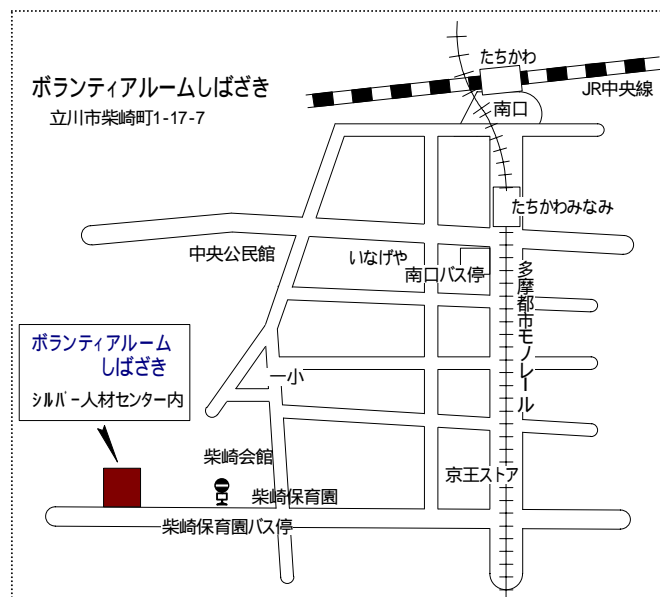 たちかわ
JR中央線
ボランティアルームしばざき
立川市柴崎町1-17-7
南口
たちかわみなみ
中央公民館
いなげや
南口バス停
多摩都市モノレール
ボランティアルーム
しばざき
シルバー人材センター内
一小
柴崎会館
京王ストア
柴崎保育園
柴崎保育園バス停